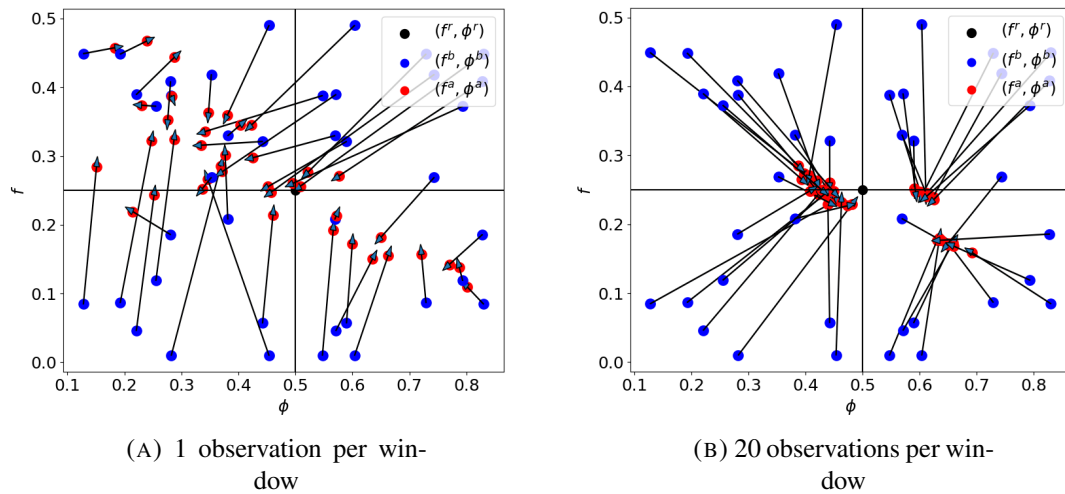 0.5
0.4
0.3
0.2
0.1
0.0
f
0.1 0.2 0.3 0.4 0.5 0.6 0.7 0.8
ϕ
(f^r, ϕ^r)
(f^b, ϕ^b)
(f^a, ϕ^a)
(A) 1 observation per win-
dow
0.5
0.4
0.3
0.2
0.1
0.0
f
0.1 0.2 0.3 0.4 0.5 0.6 0.7 0.8
ϕ
(f^r, ϕ^r)
(f^b, ϕ^b)
(f^a, ϕ^a)
(B) 20 observations per win-
dow